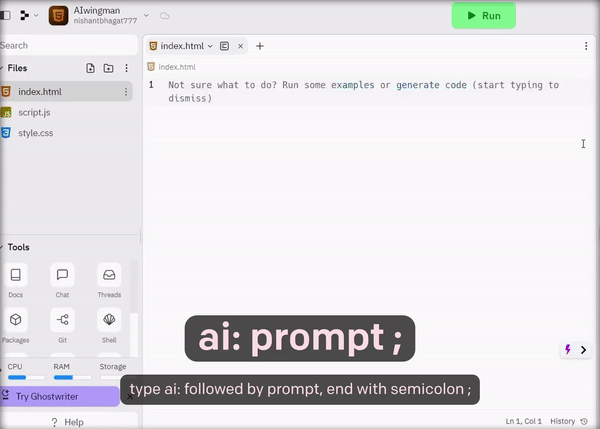 AIwingman
nishantbhagat777
Run
Search
Files
index.html
script.js
style.css
index.html
index.html
1 Not sure what to do? Run some examples or generate code (start typing to
dismiss)
Tools
Docs Chat Threads
Packages Git Shell
CPU RAM Storage
Try Ghostwriter
Help
ai: prompt ;
type ai: followed by prompt, end with semicolon ;
Ln 1, Col 1 History